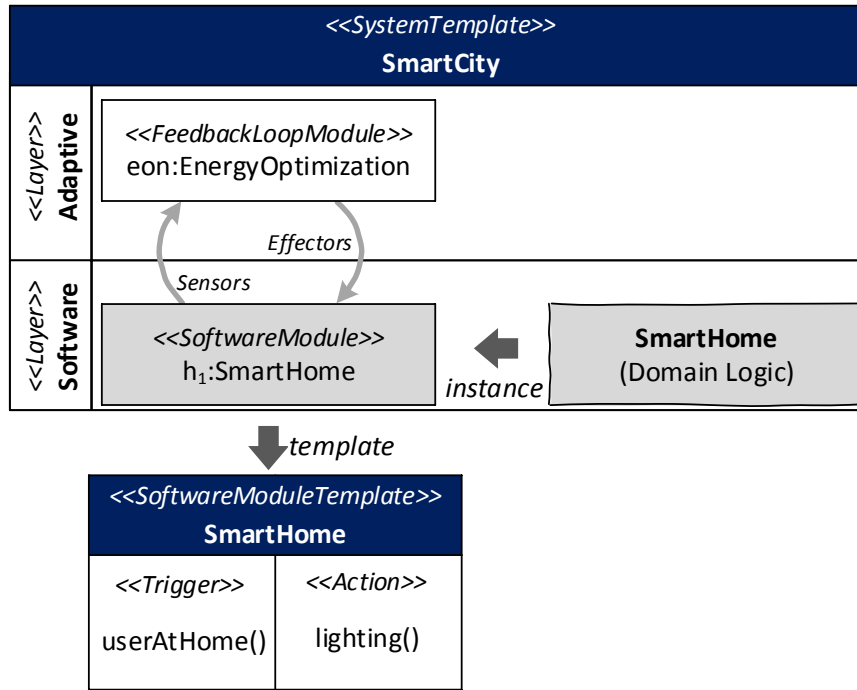 <<SystemTemplate>>
SmartCity
<<Layer>>
Adaptive
<<FeedbackLoopModule>>
eon:EnergyOptimization
Effectors
Sensors
<<Layer>>
Software
<<SoftwareModule>>
h₁:SmartHome
instance
SmartHome
(Domain Logic)
template
<<SoftwareModuleTemplate>>
SmartHome
<<Trigger>>
userAtHome()
<<Action>>
lighting()